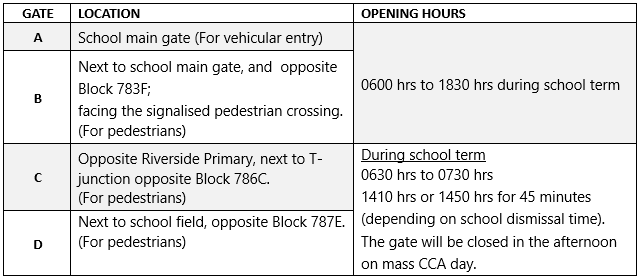 GATE LOCATION OPENING HOURS
A School main gate (For vehicular entry)
0600 hrs to 1830 hrs during school term
B Next to school main gate, and opposite
Block 783F;
facing the signalised pedestrian crossing.
(For pedestrians)
C Opposite Riverside Primary, next to T-
junction opposite Block 786C.
(For pedestrians)
During school term
0630 hrs to 0730 hrs
1410 hrs or 1450 hrs for 45 minutes
(depending on school dismissal time).
The gate will be closed in the afternoon
on mass CCA day.
D Next to school field, opposite Block 787E.
(For pedestrians)